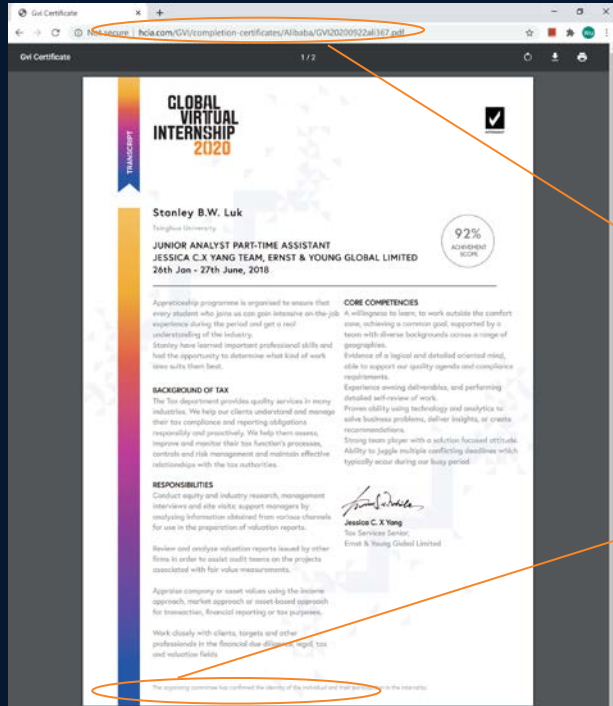 Gvi Certificate
Not secure | hcia.com/GVI/completion-certificates/Alibaba/GVI20200922ali367.pdf
Gvi Certificate
1 / 2
TRANSCRIPT
GLOBAL
VIRTUAL
INTERNSHIP
2020
Stanley B.W. Luk
Tsinghua University
JUNIOR ANALYST PART-TIME ASSISTANT
JESSICA C.X YANG TEAM, ERNST & YOUNG GLOBAL LIMITED
26th Jan - 27th June, 2018
92%
ACHIEVEMENT
SCOPE
Apprenticeship programme is organised to ensure that
every student who joins us can gain intensive on-the-job
experience during the period and get a real
understanding of the industry.
Stanley have learned important professional skills and
had the opportunity to determine what kind of work
area suits them best.
BACKGROUND OF TAX
The Tax department provides quality services in many
industries. We help our clients understand and manage
their tax compliance and reporting obligations
responsibly and proactively. We help them assess,
improve and monitor their tax function's processes,
controls and risk management and maintain effective
relationships with the tax authorities.
RESPONSIBILITIES
Conduct equity and industry research, management
interviews and site visits; support managers by
analyzing information obtained from various channels
for use in the preparation of valuation reports.
Review and analyze valuation reports issued by other
firms in order to assist audit teams on the projects
associated with fair value measurements.
Appraise company or asset values using the income
approach, market approach or asset-based approach
for transaction, financial reporting or tax purposes.
Work closely with clients, targets and other
professionals in the financial due diligence, legal, tax
and valuation fields
CORE COMPETENCIES
A willingness to learn, to work outside the comfort
zone, achieving a common goal, supported by a
team with diverse backgrounds across a range of
geographies.
Evidence of a logical and detailed oriented mind,
able to support our quality agenda and compliance
requirements.
Experience owning deliverables, and performing
detailed self-review of work.
Proven ability using technology and analytics to
solve business problems, deliver insights, or create
recommendations.
Strong team player with a solution focused attitude.
Ability to juggle multiple conflicting deadlines which
typically occur during our busy period.
Jessica C. X Yang
Tax Services Senior,
Ernst & Young Global Limited
The organising committee has confirmed the identity of the individual and their participation in the internship.